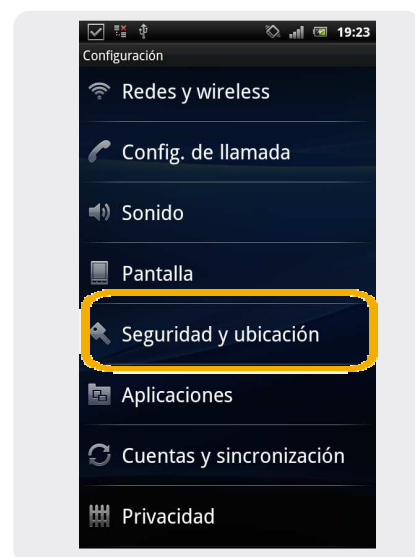 19:23
Configuración
Redes y wireless
Config. de llamada
Sonido
Pantalla
Seguridad y ubicación
Aplicaciones
Cuentas y sincronización
Privacidad